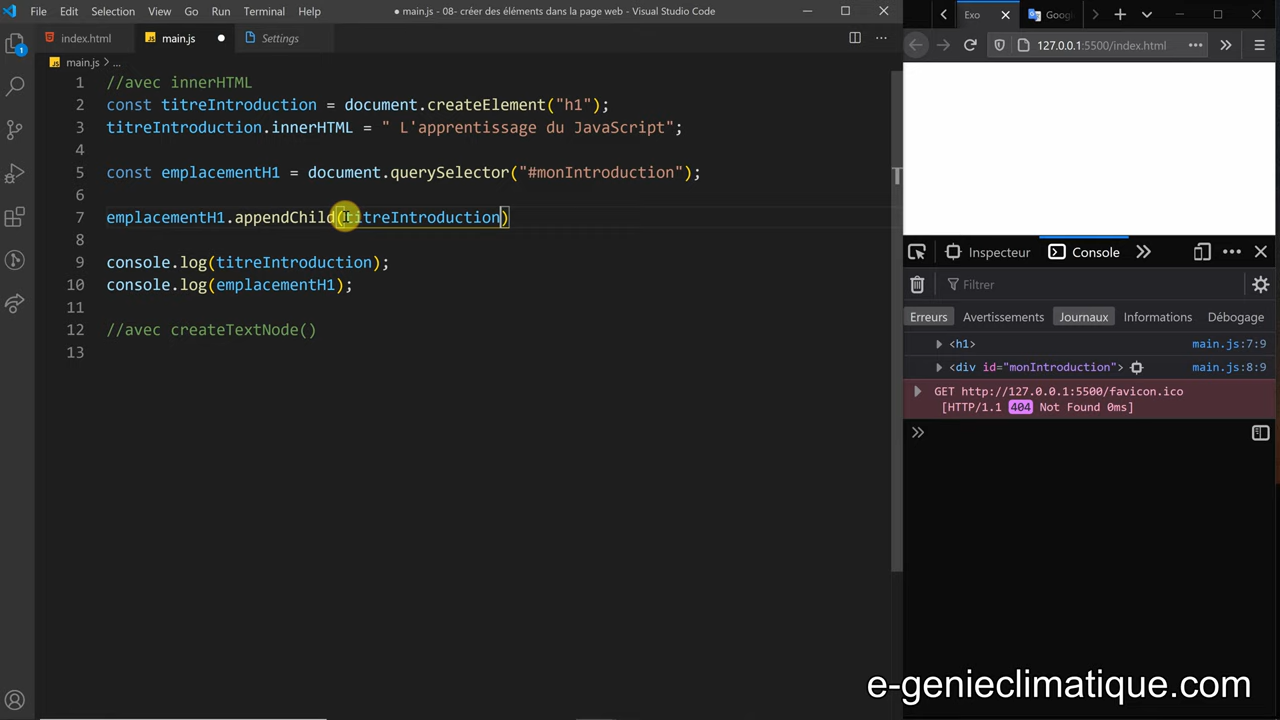 File Edit Selection View Go Run Terminal Help
● main.js - 08- créer des éléments dans la page web - Visual Studio Code
index.html
JS main.js ●
Settings
JS main.js > ...
1 //avec innerHTML
2 const titreIntroduction = document.createElement("h1");
3 titreIntroduction.innerHTML = " L'apprentissage du JavaScript";
4
5 const emplacementH1 = document.querySelector("#monIntroduction");
6
7 emplacementH1.appendChild(titreIntroduction)
8
9 console.log(titreIntroduction);
10 console.log(emplacementH1);
11
12 //avec createTextNode()
13
1
Exo
Googl
127.0.0.1:5500/index.html
Inspecteur
Console
Filtrer
Erreurs Avertissements Journaux Informations Débogage
<h1> main.js:7:9
<div id="monIntroduction"> main.js:8:9
GET http://127.0.0.1:5500/favicon.ico
[HTTP/1.1 404 Not Found 0ms]
e-genieclimatique.com